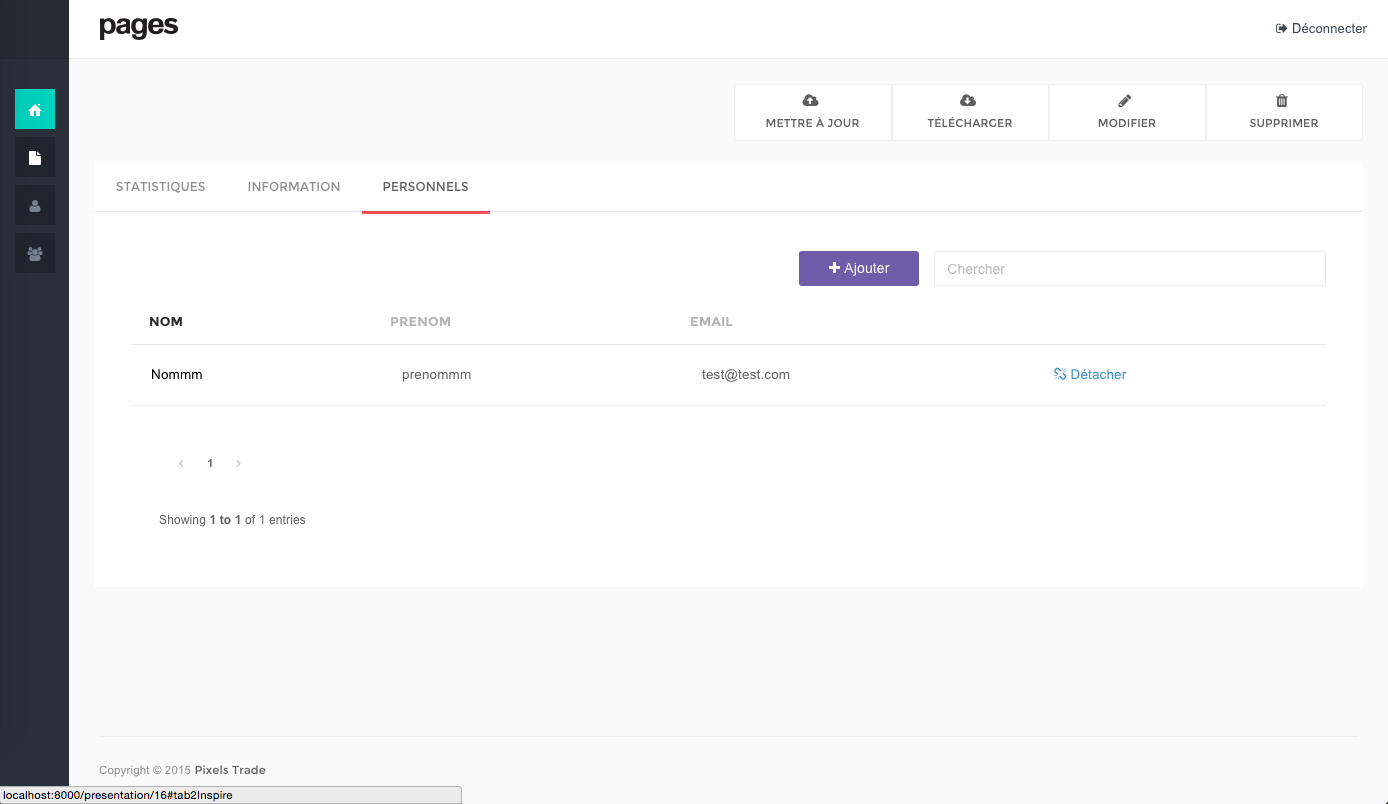 pages
Déconnecter
METTRE À JOUR TÉLÉCHARGER MODIFIER SUPPRIMER
STATISTIQUES INFORMATION PERSONNELS
Ajouter Chercher
NOM PRENOM EMAIL
Nommm prenommm test@test.com Détacher
1
Showing 1 to 1 of 1 entries
Copyright © 2015 Pixels Trade
localhost:8000/presentation/16#tab2Inspire